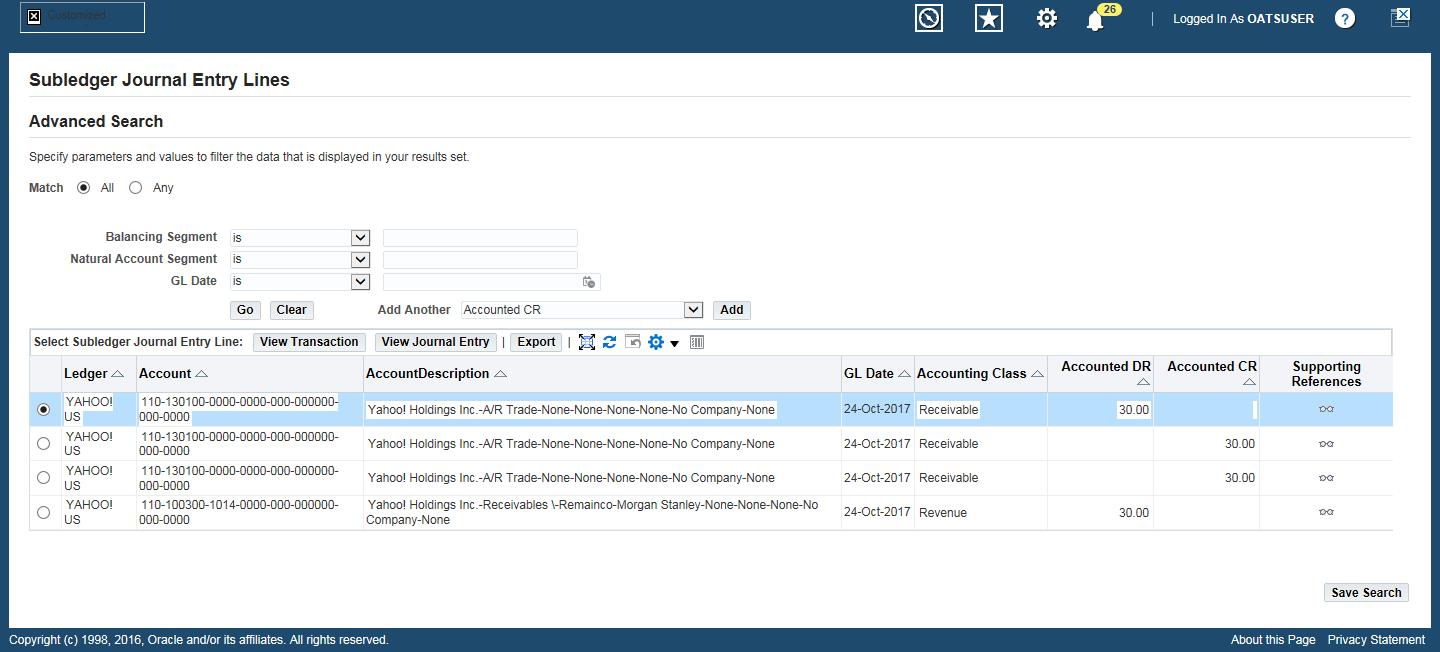 Customized
26
Logged In As OATSUSER
?
Subledger Journal Entry Lines
Advanced Search
Specify parameters and values to filter the data that is displayed in your results set.
Match All Any
Balancing Segment is
Natural Account Segment is
GL Date is
Go Clear Add Another Accounted CR Add
Select Subledger Journal Entry Line: View Transaction View Journal Entry | Export |
Ledger Account AccountDescription GL Date Accounting Class Accounted DR Accounted CR Supporting References
YAHOO! US 110-130100-0000-0000-000-000000-000-0000 Yahoo! Holdings Inc.-A/R Trade-None-None-None-None-No Company-None 24-Oct-2017 Receivable 30.00
YAHOO! US 110-130100-0000-0000-000-000000-000-0000 Yahoo! Holdings Inc.-A/R Trade-None-None-None-None-No Company-None 24-Oct-2017 Receivable 30.00
YAHOO! US 110-130100-0000-0000-000-000000-000-0000 Yahoo! Holdings Inc.-A/R Trade-None-None-None-None-No Company-None 24-Oct-2017 Receivable 30.00
YAHOO! US 110-100300-1014-0000-000-000000-000-0000 Yahoo! Holdings Inc.-Receivables \-Remainco-Morgan Stanley-None-None-None-No Company-None 24-Oct-2017 Revenue 30.00
Save Search
Copyright (c) 1998, 2016, Oracle and/or its affiliates. All rights reserved.
About this Page Privacy Statement